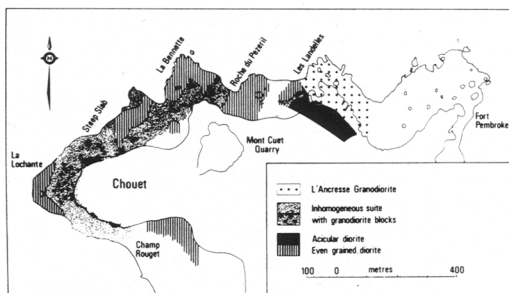 N
La Bennette
Roche du Pezeril
Les Landelles
Steep Slab
La
Lochante
Chouet
Mont Cuet
Quarry
Fort
Pembroke
Champ
Rouget
L'Ancresse Granodiorite
Inhomogeneous suite
with granodiorite blocks
Acicular diorite
Even grained diorite
100 0 metres 400